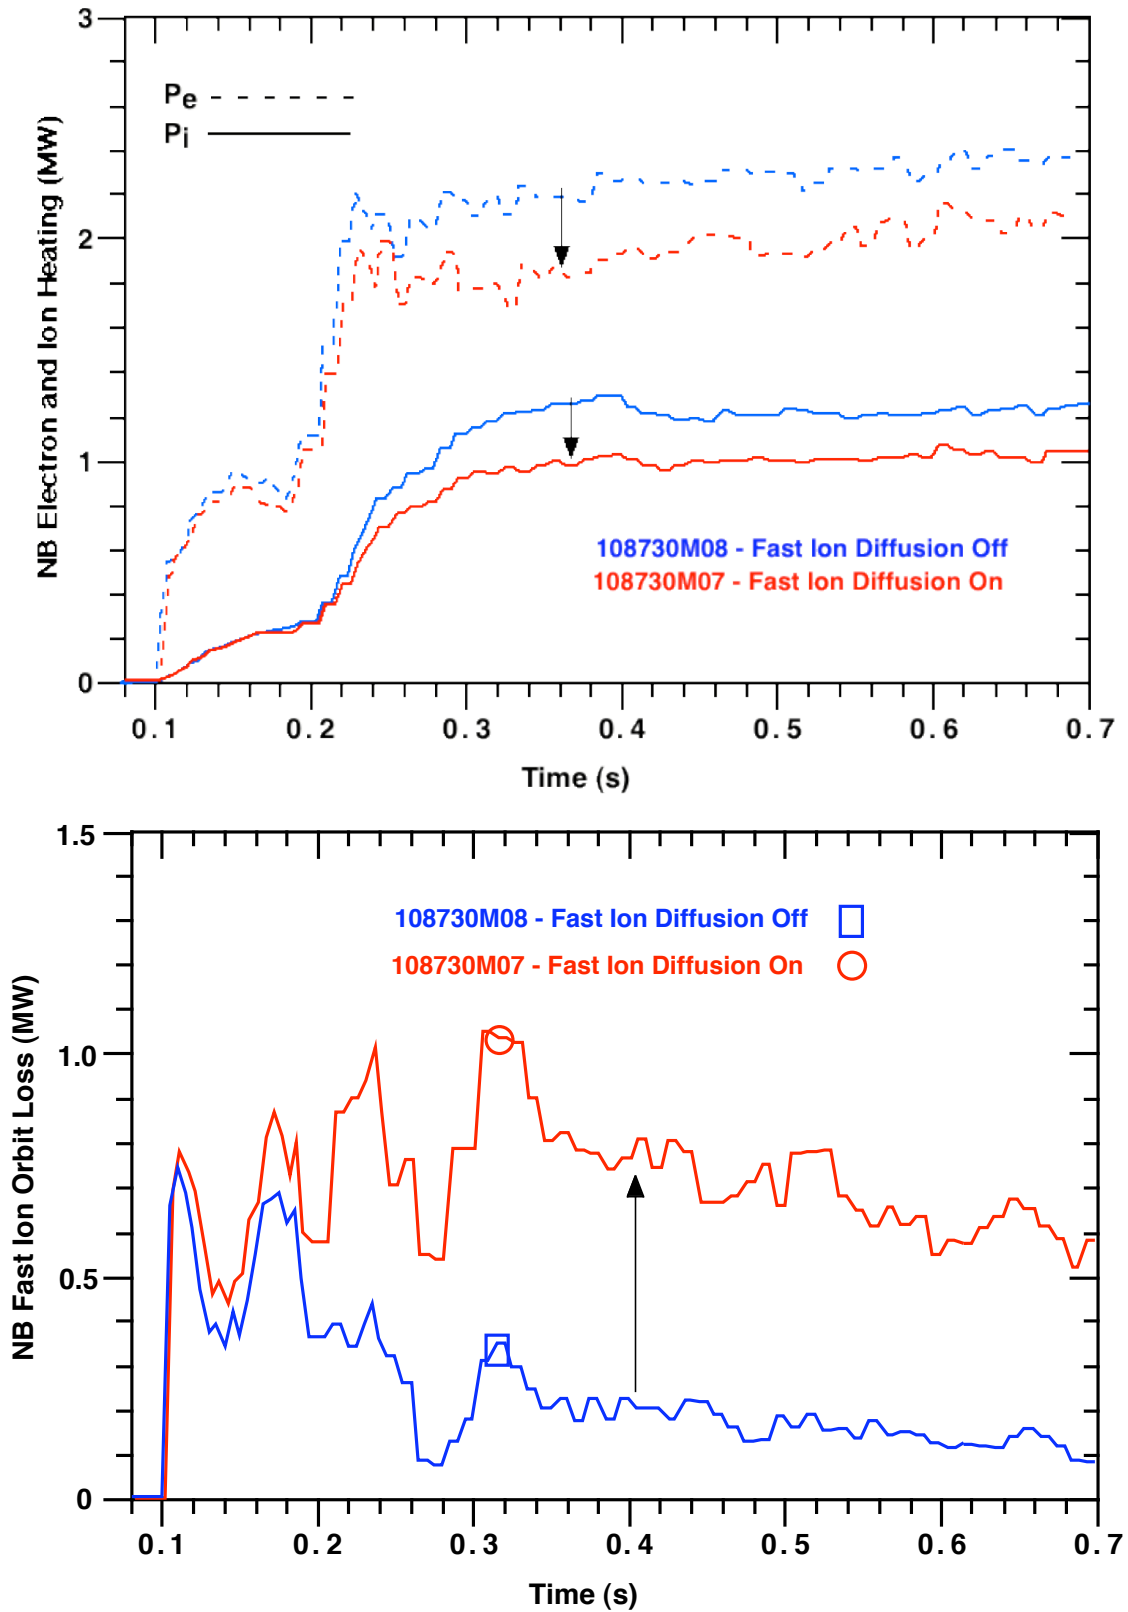 3
Pe
Pi
2
1
0
NB Electron and Ion Heating (MW)
108730M08 - Fast Ion Diffusion Off
108730M07 - Fast Ion Diffusion On
0.1 0.2 0.3 0.4 0.5 0.6 0.7
Time (s)
1.5
108730M08 - Fast Ion Diffusion Off
108730M07 - Fast Ion Diffusion On
1.0
0.5
0
NB Fast Ion Orbit Loss (MW)
0.1 0.2 0.3 0.4 0.5 0.6 0.7
Time (s)